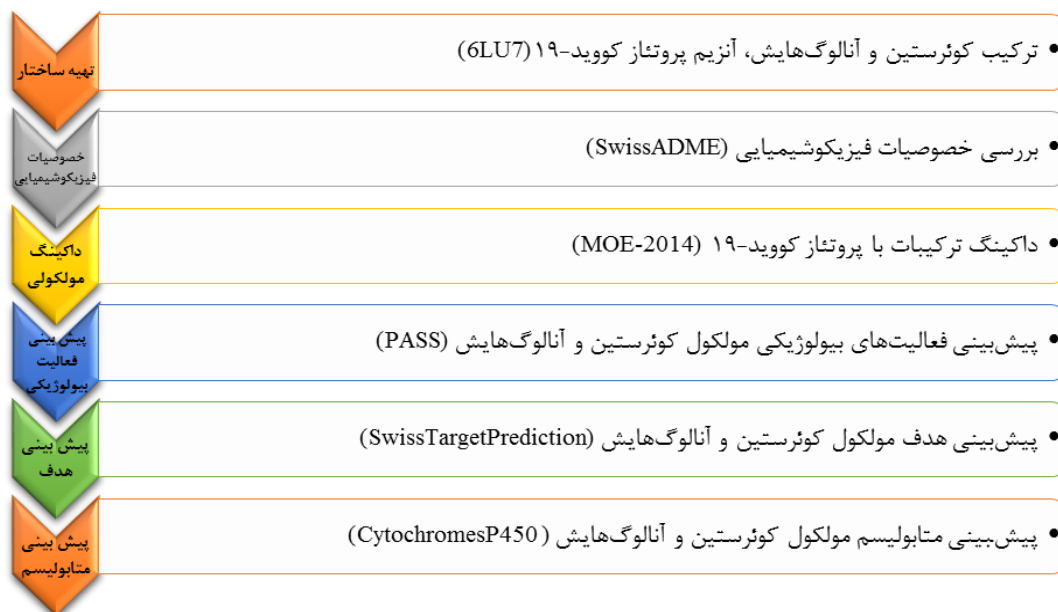 تهیه ساختار
• ترکیب کوئرستین و آنالوگ‌هایش، آنزیم پروتئاز کووید-۱۹(6LU7)
خصوصیات
فیزیکوشیمیایی
• بررسی خصوصیات فیزیکوشیمیایی (SwissADME)
داکینگ
مولکولی
• داکینگ ترکیبات با پروتئاز کووید-۱۹ (MOE-2014)
پیش بینی
فعالیت
بیولوژیکی
• پیش‌بینی فعالیت‌های بیولوژیکی مولکول کوئرستین و آنالوگ‌هایش (PASS)
پیش بینی
هدف
• پیش‌بینی هدف مولکول کوئرستین و آنالوگ‌هایش (SwissTargetPrediction)
پیش بینی
متابولیسم
• پیش‌بینی متابولیسم مولکول کوئرستین و آنالوگ‌هایش (CytochromesP450)